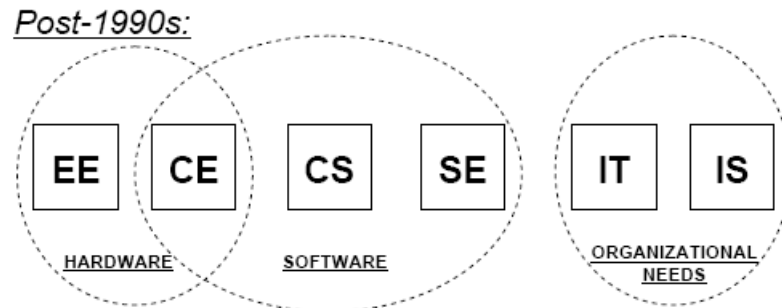 Post-1990s:
EE CE CS SE IT IS
HARDWARE SOFTWARE ORGANIZATIONAL
NEEDS